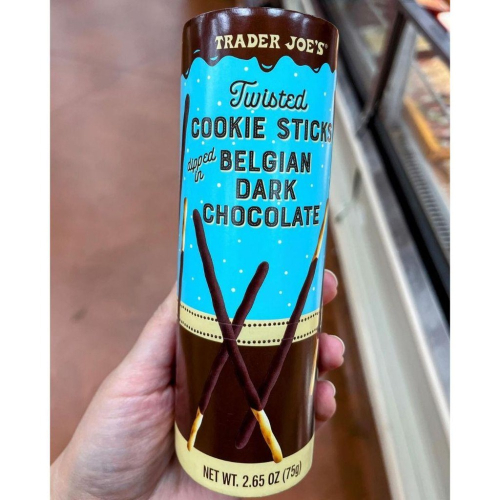 TRADER JOE'S®
Twisted
COOKIE STICKS
dipped in BELGIAN
DARK
CHOCOLATE
NET WT. 2.65 OZ (75g)